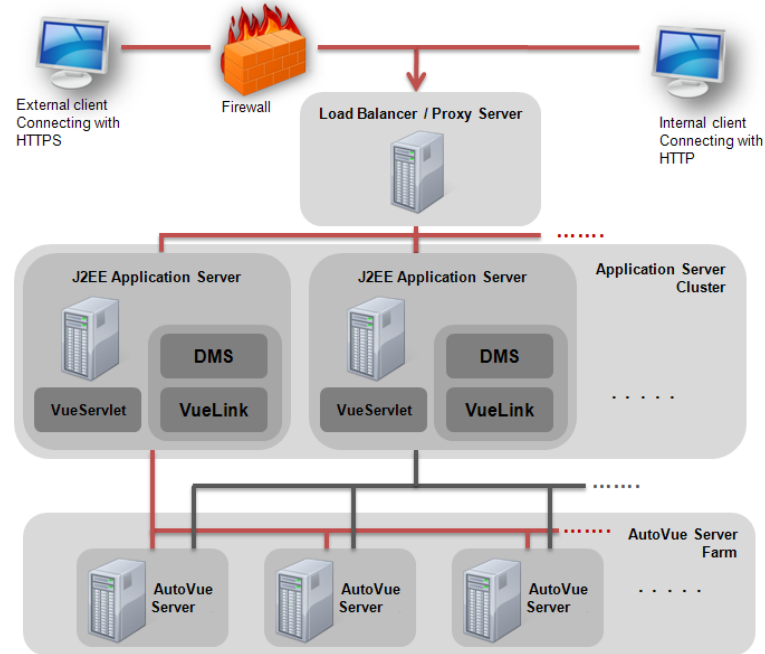 External client
Connecting with
HTTPS
Firewall
Load Balancer / Proxy Server
Internal client
Connecting with
HTTP
.......
J2EE Application Server
J2EE Application Server
Application Server
Cluster
DMS
DMS
VueServlet
VueLink
VueServlet
VueLink
. . . . .
.......
.......
AutoVue Server
Farm
AutoVue
Server
AutoVue
Server
AutoVue
Server
. . . . .